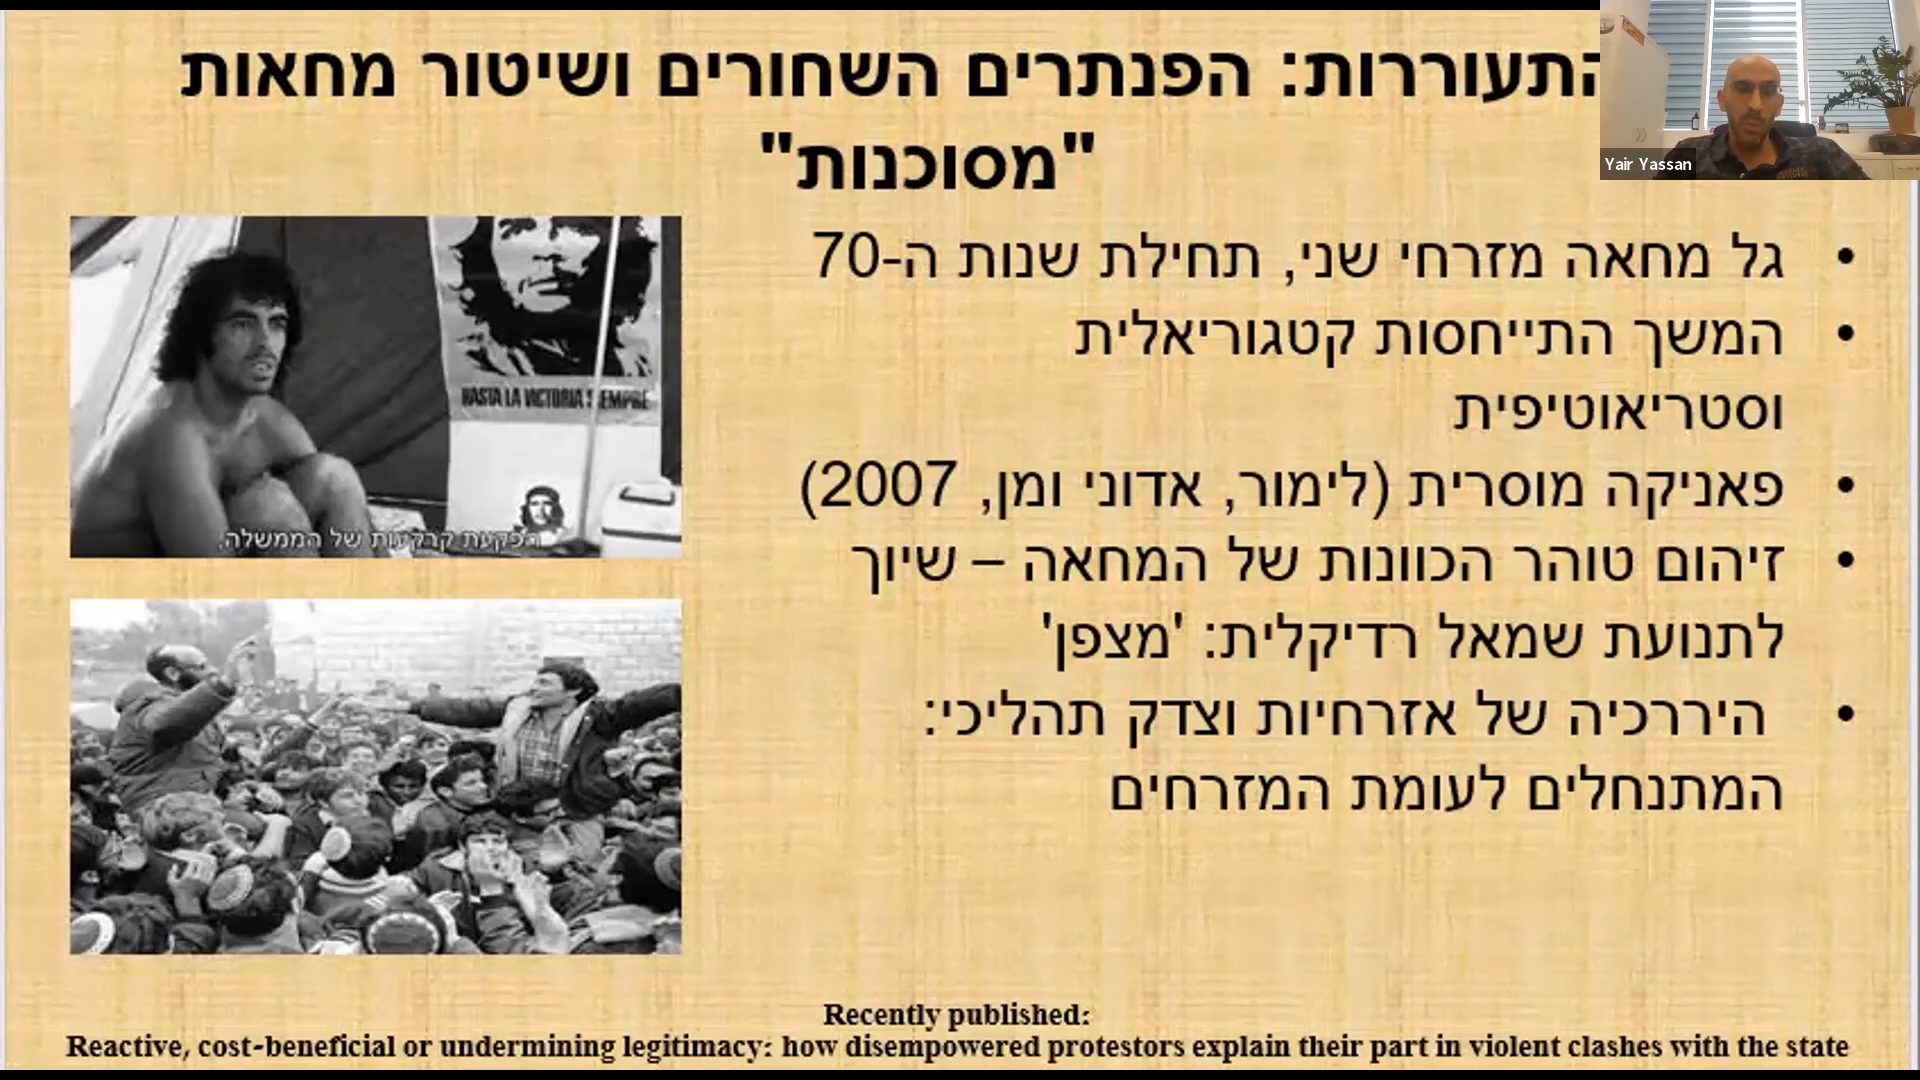 התעוררות: הפנתרים השחורים ושיטור מחאות
"מסוכנות"
Yair Yassan
גל מחאה מזרחי שני, תחילת שנות ה-70
המשך התייחסות קטגוריאלית
וסטריאוטיפית
פאניקה מוסרית (לימור, אדוני ומן, 2007)
זיהום טוהר הכוונות של המחאה – שיוך
לתנועת שמאל רדיקלית: 'מצפן'
היררכיה של אזרחיות וצדק תהליכי:
המתנחלים לעומת המזרחים
HASTA LA VICTORIA SIEMPRE
הפקעת קרקעות של הממשלה.
Recently published:
Reactive, cost-beneficial or undermining legitimacy: how disempowered protestors explain their part in violent clashes with the state